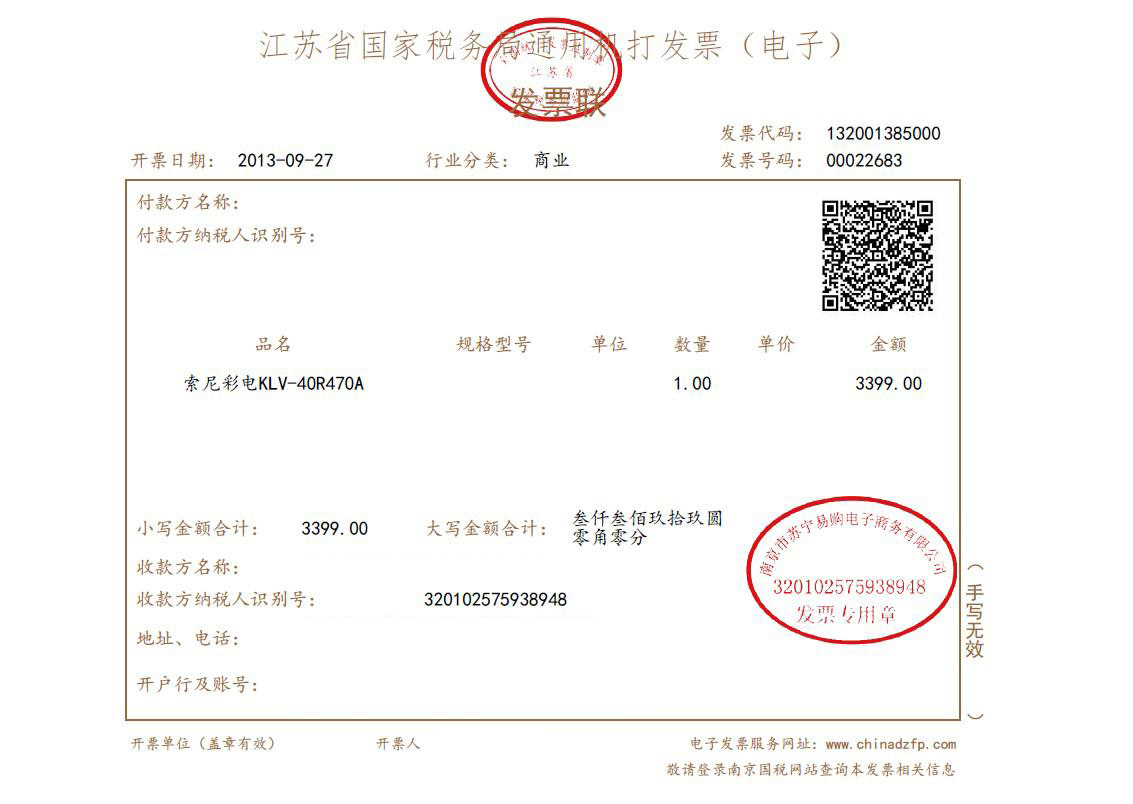 江苏省国家税务局通用机打发票（电子）
江苏省
发票联
发票代码： 132001385000
开票日期： 2013-09-27 行业分类： 商业 发票号码： 00022683
付款方名称：
付款方纳税人识别号：
品名 规格型号 单位 数量 单价 金额
索尼彩电KLV-40R470A 1.00 3399.00
小写金额合计： 3399.00 大写金额合计： 叁仟叁佰玖拾玖圆
零角零分
收款方名称：
收款方纳税人识别号： 320102575938948
地址、电话：
开户行及账号：
南京市苏宁易购电子商务有限公司
320102575938948
发票专用章
（手写无效）
开票单位（盖章有效） 开票人 电子发票服务网址：www.chinadzfp.com
敬请登录南京国税网站查询本发票相关信息